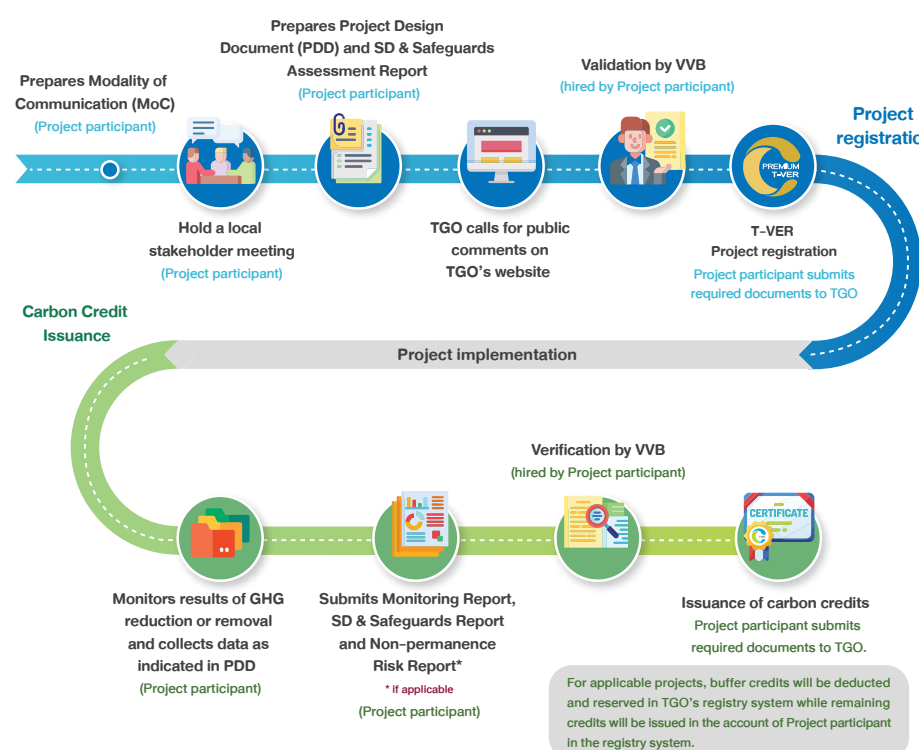 Prepares Modality of
Communication (MoC)
(Project participant)
Hold a local
stakeholder meeting
(Project participant)
Prepares Project Design
Document (PDD) and SD & Safeguards
Assessment Report
(Project participant)
TGO calls for public
comments on
TGO's website
Validation by VVB
(hired by Project participant)
PREMIUM
T-VER
T-VER
Project registration
Project participant submits
required documents to TGO
Project
registratio
Project implementation
Carbon Credit
Issuance
Monitors results of GHG
reduction or removal
and collects data as
indicated in PDD
(Project participant)
Submits Monitoring Report,
SD & Safeguards Report
and Non-permanence
Risk Report*
* if applicable
(Project participant)
Verification by VVB
(hired by Project participant)
CERTIFICATE
Issuance of carbon credits
Project participant submits
required documents to TGO.
For applicable projects, buffer credits will be deducted
and reserved in TGO's registry system while remaining
credits will be issued in the account of Project participant
in the registry system.